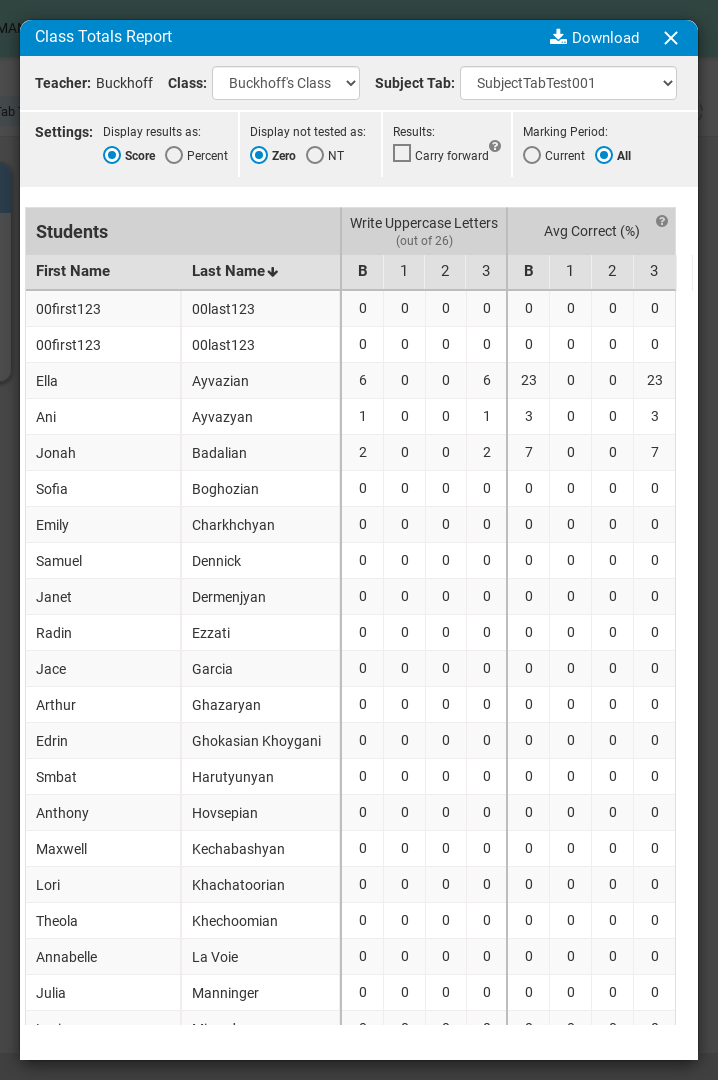 Class Totals Report Download
Teacher: Buckhoff Class: Buckhoff's Class Subject Tab: SubjectTabTest001
Settings: Display results as: Display not tested as: Results: Marking Period:
Score Percent Zero NT Carry forward Current All
Students Write Uppercase Letters Avg Correct (%)
(out of 26)
First Name Last Name B 1 2 3 B 1 2 3
00first123 00last123 0 0 0 0 0 0 0 0
00first123 00last123 0 0 0 0 0 0 0 0
Ella Ayvazian 6 0 0 6 23 0 0 23
Ani Ayvazyan 1 0 0 1 3 0 0 3
Jonah Badalian 2 0 0 2 7 0 0 7
Sofia Boghozian 0 0 0 0 0 0 0 0
Emily Charkhchyan 0 0 0 0 0 0 0 0
Samuel Dennick 0 0 0 0 0 0 0 0
Janet Dermenjyan 0 0 0 0 0 0 0 0
Radin Ezzati 0 0 0 0 0 0 0 0
Jace Garcia 0 0 0 0 0 0 0 0
Arthur Ghazaryan 0 0 0 0 0 0 0 0
Edrin Ghokasian Khoygani 0 0 0 0 0 0 0 0
Smbat Harutyunyan 0 0 0 0 0 0 0 0
Anthony Hovsepian 0 0 0 0 0 0 0 0
Maxwell Kechabashyan 0 0 0 0 0 0 0 0
Lori Khachatoorian 0 0 0 0 0 0 0 0
Theola Khechoomian 0 0 0 0 0 0 0 0
Annabelle La Voie 0 0 0 0 0 0 0 0
Julia Manninger 0 0 0 0 0 0 0 0